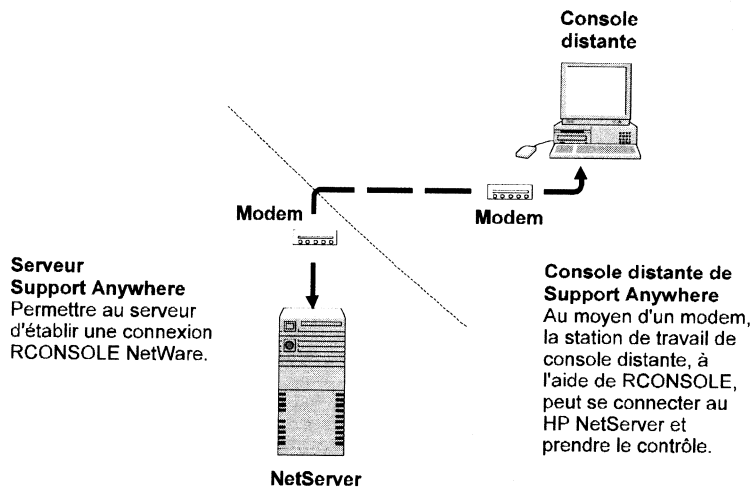 Console
distante
Modem
Modem
Serveur
Support Anywhere
Permettre au serveur
d'établir une connexion
RCONSOLE NetWare.
Console distante de
Support Anywhere
Au moyen d'un modem,
la station de travail de
console distante, à
l'aide de RCONSOLE,
peut se connecter au
HP NetServer et
prendre le contrôle.
NetServer